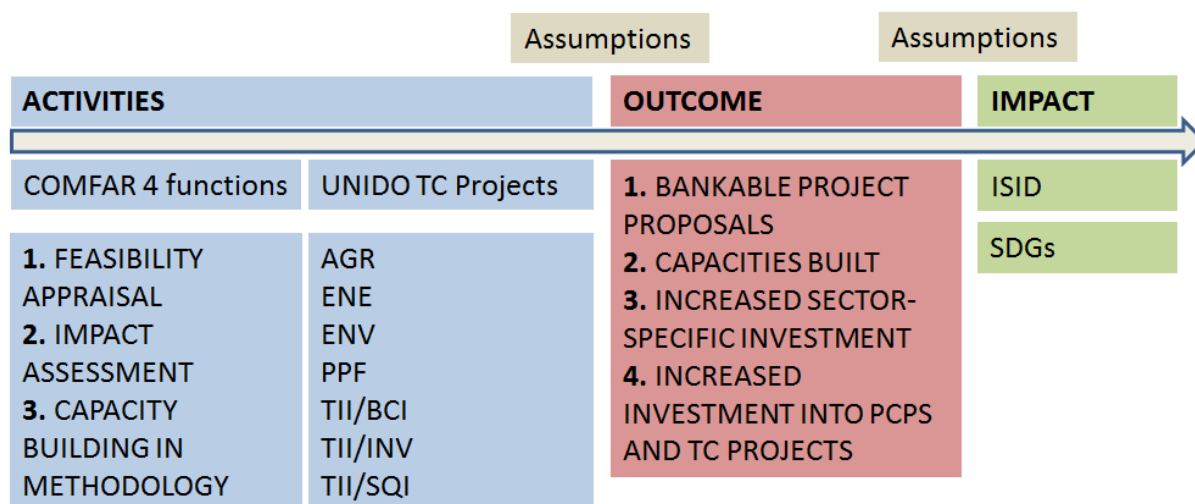 Assumptions
Assumptions
ACTIVITIES
OUTCOME
IMPACT
COMFAR 4 functions
UNIDO TC Projects
1. FEASIBILITY
APPRAISAL
2. IMPACT
ASSESSMENT
3. CAPACITY
BUILDING IN
METHODOLOGY
AGR
ENE
ENV
PPF
TII/BCI
TII/INV
TII/SQI
1. BANKABLE PROJECT
PROPOSALS
2. CAPACITIES BUILT
3. INCREASED SECTOR-
SPECIFIC INVESTMENT
4. INCREASED
INVESTMENT INTO PCPS
AND TC PROJECTS
ISID
SDGs